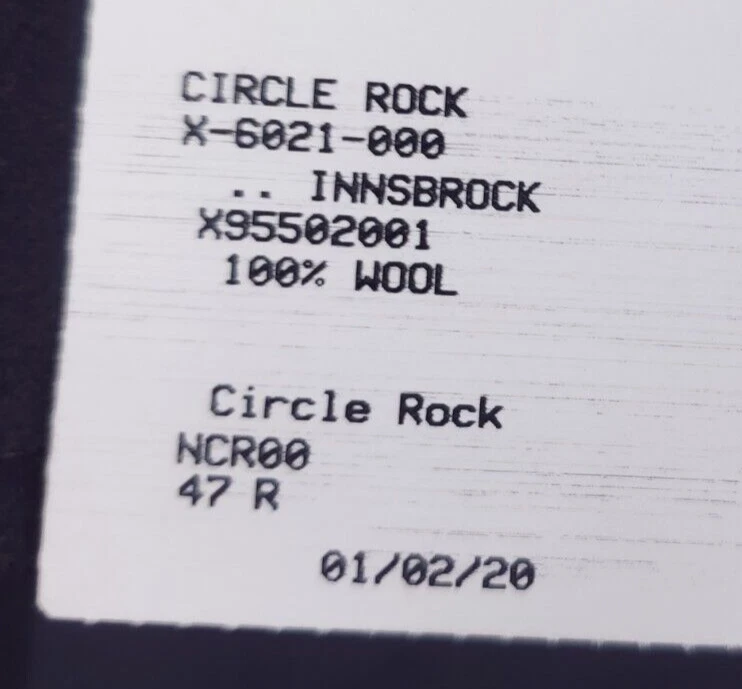 CIRCLE ROCK
X-6021-000
.. INNSBROCK
X95502001
100% WOOL
Circle Rock
NCR00
47 R
01/02/20